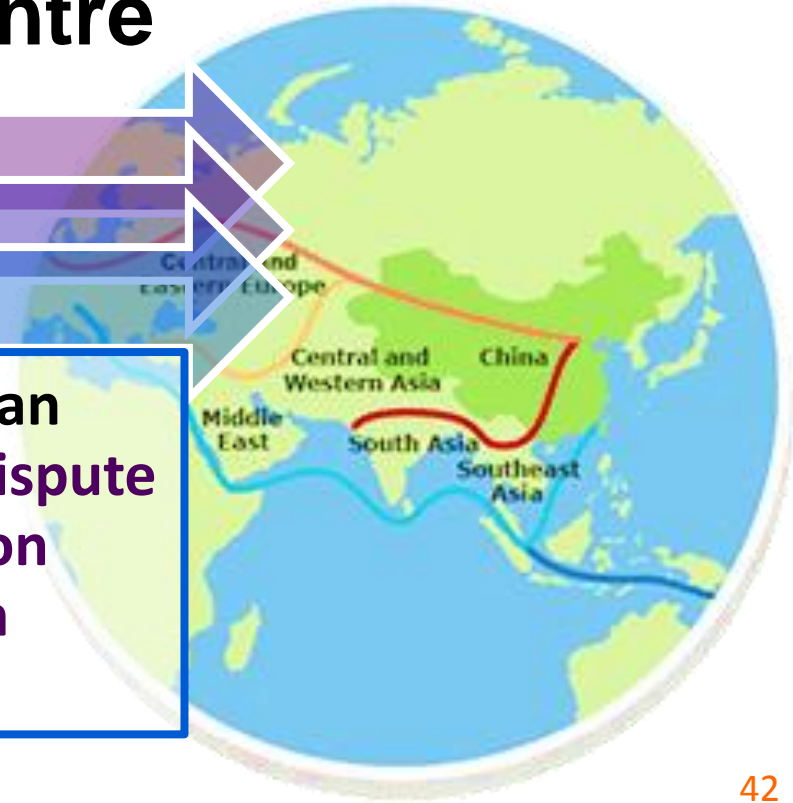 ntre
Central and
Eastern Europe
Central and
Western Asia
China
Middle
East
South Asia
Southeast
Asia
an
ispute
on
n
42